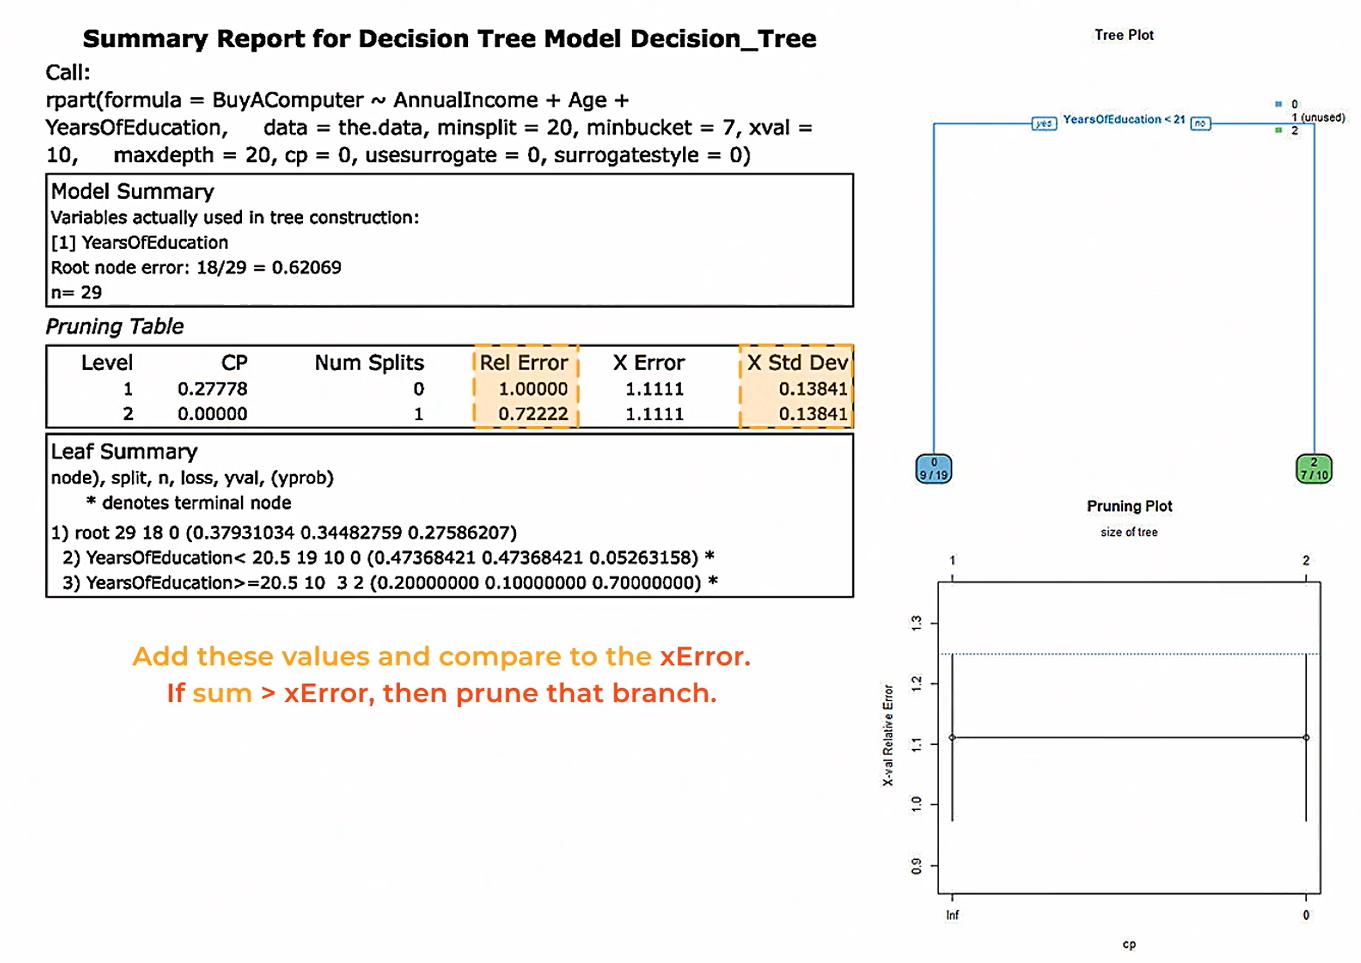 Summary Report for Decision Tree Model Decision_Tree
Call:
rpart(formula = BuyAComputer ~ AnnualIncome + Age +
YearsOfEducation, data = the.data, minsplit = 20, minbucket = 7, xval =
10, maxdepth = 20, cp = 0, usesurrogate = 0, surrogatestyle = 0)
Model Summary
Variables actually used in tree construction:
[1] YearsOfEducation
Root node error: 18/29 = 0.62069
n= 29
Pruning Table
Level CP Num Splits Rel Error X Error X Std Dev
1 0.27778 0 1.00000 1.1111 0.13841
2 0.00000 1 0.72222 1.1111 0.13841
Leaf Summary
node), split, n, loss, yval, (yprob)
* denotes terminal node
1) root 29 18 0 (0.37931034 0.34482759 0.27586207)
2) YearsOfEducation< 20.5 19 10 0 (0.47368421 0.47368421 0.05263158) *
3) YearsOfEducation>=20.5 10 3 2 (0.20000000 0.10000000 0.70000000) *
Add these values and compare to the xError.
If sum > xError, then prune that branch.
Tree Plot
0
1 (unused)
2
yes YearsOfEducation < 21 no
0
9 / 19
2
7 / 10
Pruning Plot
size of tree
1 2
X-val Relative Error
1.3
1.2
1.1
1.0
0.9
Inf 0
cp